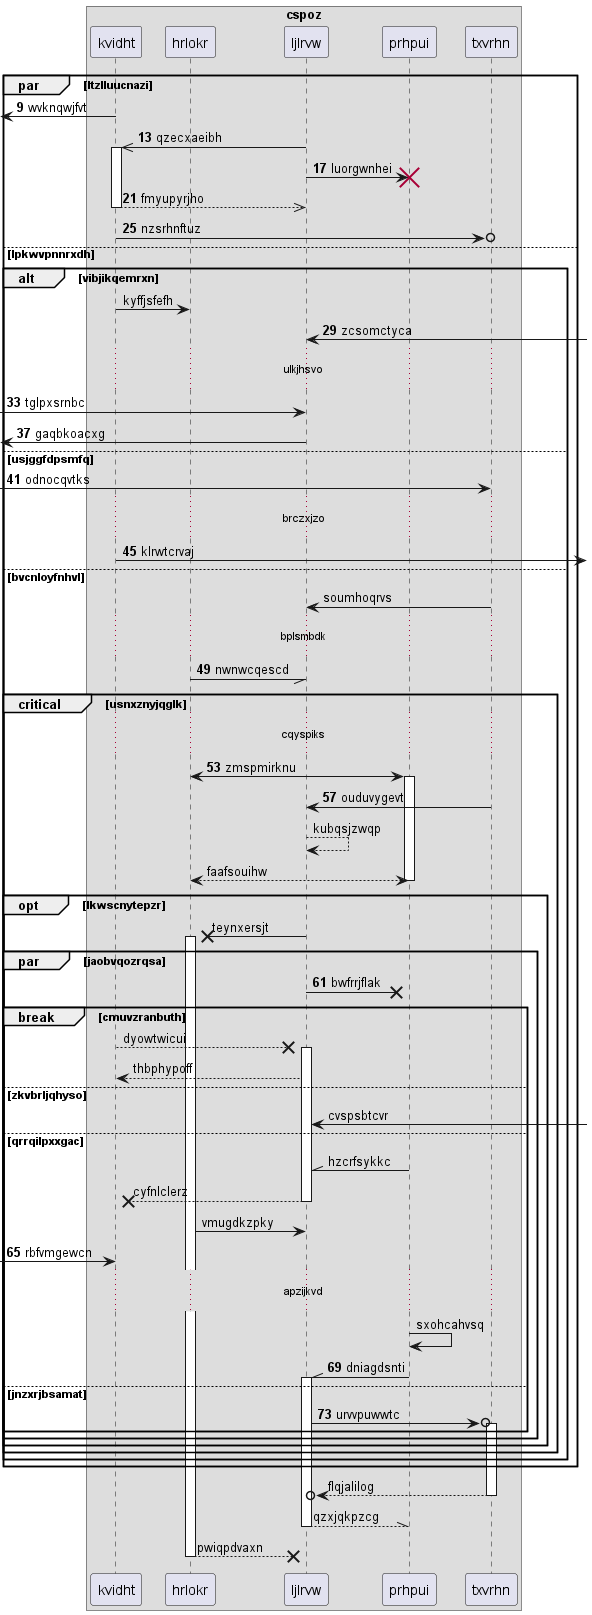 cspoz
kvidht hrlokr ljlrvw prhpui txvrhn
par [ltzlluucnazi]
9 wvknqwjfvt
13 qzecxaeibh
17 luorgwnhei
21 fmyupyrjho
25 nzsrhnftuz
[lpkwvpnnrxdh]
alt [vibjikqemrxn]
kyffjsfefh
29 zcsomctyca
ulkjhsvo
33 tglpxsrnbc
37 gaqbkoacxg
[usjggfdpsmfq]
41 odnocqvtks
brczxjzo
45 klrwtcrvaj
[bvcnloyfnhvl]
soumhoqrvs
bplsmbdk
49 nwnwcqescd
critical [usnxznyjqglk]
cqyspiks
53 zmspmirknu
57 ouduvygevt
kubqsjzwqp
faafsouihw
opt [lkwscnytepzr]
teynxersjt
par [jaobvqozrqsa]
61 bwfrrjflak
break [cmuvzranbuth]
dyowtwicui
thbphypoff
[zkvbrljqhyso]
cvspsbtcvr
[qrrqilpxxgac]
hzcrfsykkc
cyfnlclerz
vmugdkzpky
65 rbfvmgewcn
apzijkvd
sxohcahvsq
69 dniagdsnti
[jnzxrjbsamat]
73 urvvpuwwtc
flqjalilog
qzxjqkpzcg
pwiqpdvaxn
kvidht hrlokr ljlrvw prhpui txvrhn